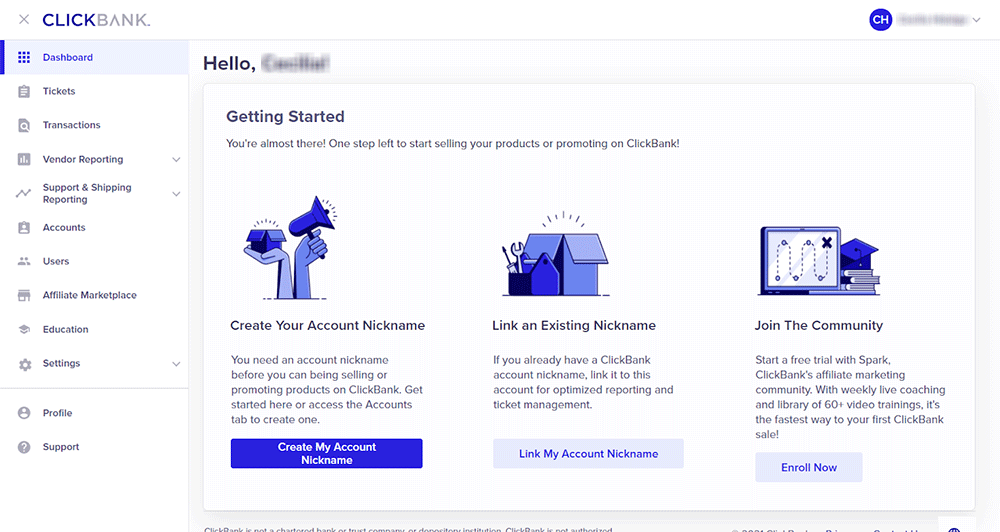 CLICKBANK.
CH
Dashboard
Tickets
Transactions
Vendor Reporting
Support & Shipping
Reporting
Accounts
Users
Affiliate Marketplace
Education
Settings
Profile
Support
Hello,
Getting Started
You're almost there! One step left to start selling your products or promoting on ClickBank!
Create Your Account Nickname
You need an account nickname
before you can being selling or
promoting products on ClickBank. Get
started here or access the Accounts
tab to create one.
Create My Account
Nickname
Link an Existing Nickname
If you already have a ClickBank
account nickname, link it to this
account for optimized reporting and
ticket management.
Link My Account Nickname
Join The Community
Start a free trial with Spark,
ClickBank's affiliate marketing
community. With weekly live coaching
and library of 60+ video trainings, it's
the fastest way to your first ClickBank
sale!
Enroll Now
ClickBank is not a chartered bank or trust company, or depository institution. ClickBank is not authorized